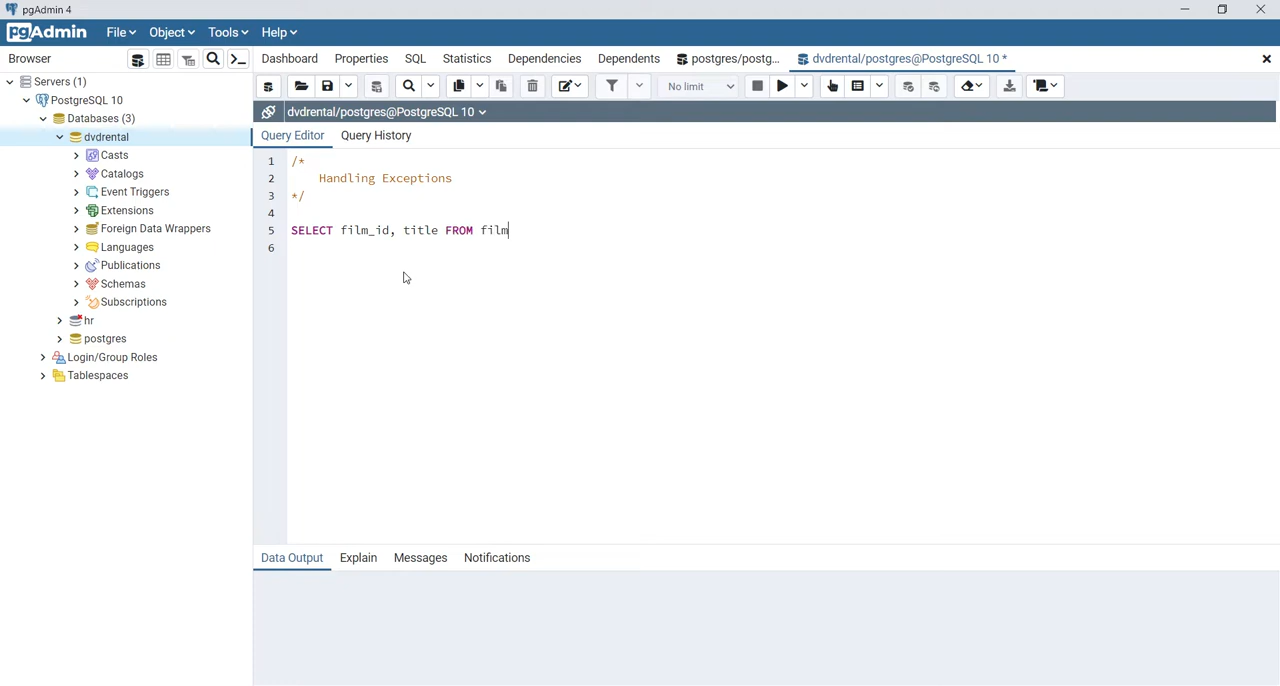 pgAdmin 4
pgAdmin File Object Tools Help
Browser Dashboard Properties SQL Statistics Dependencies Dependents postgres/postg... dvdrental/postgres@PostgreSQL 10 *
Servers (1)
No limit
PostgreSQL 10
dvdrental/postgres@PostgreSQL 10
Databases (3)
dvdrental
Query Editor Query History
Casts
Catalogs
Event Triggers
Extensions
Foreign Data Wrappers
Languages
Publications
Schemas
Subscriptions
hr
postgres
Login/Group Roles
Tablespaces
1 /*
2 Handling Exceptions
3 */
4
5 SELECT film_id, title FROM film
6
Data Output Explain Messages Notifications